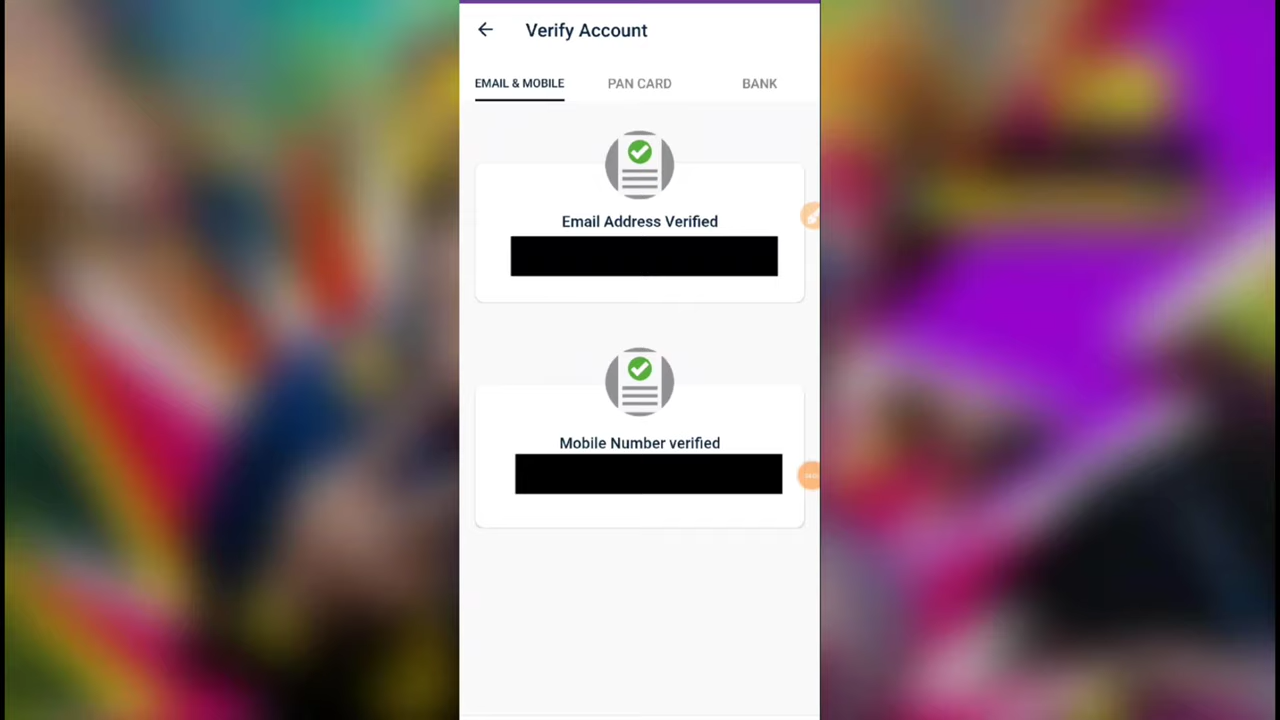 Verify Account
EMAIL & MOBILE PAN CARD BANK
Email Address Verified
Mobile Number verified